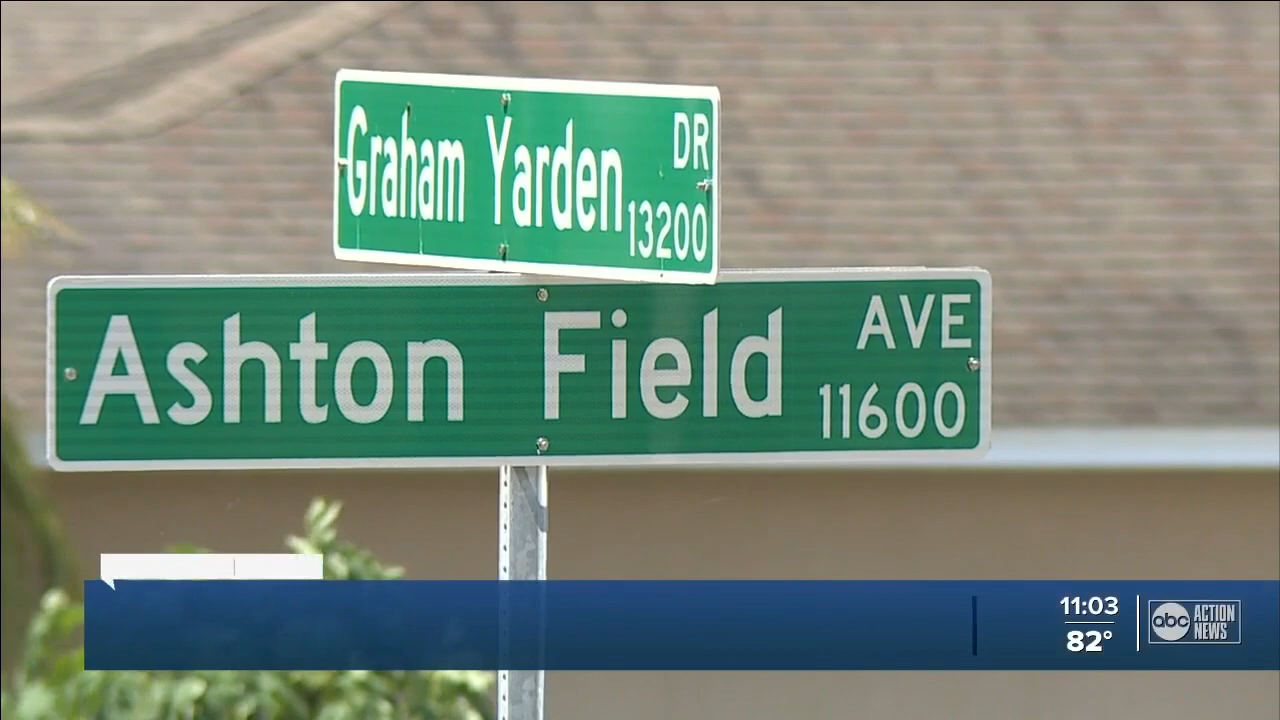 Graham Yarden DR
13200
Ashton Field AVE
11600
11:03
82°
abc ACTION NEWS